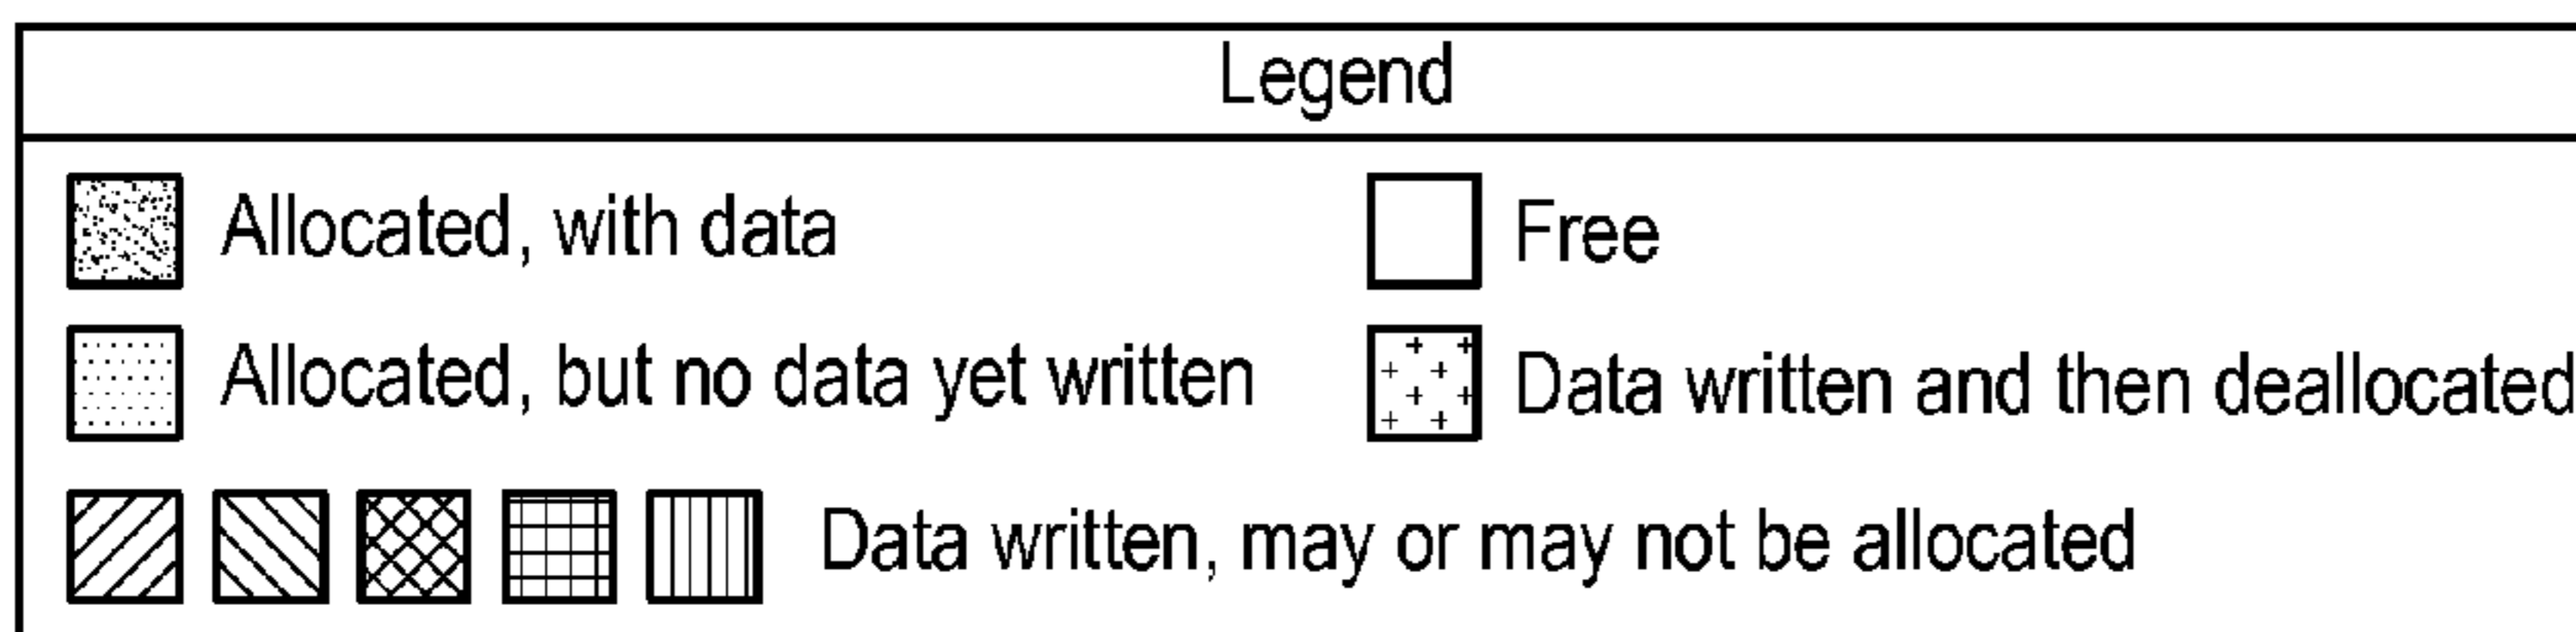 Legend
Allocated, with data
Free
Allocated, but no data yet written
Data written and then deallocated
Data written, may or may not be allocated